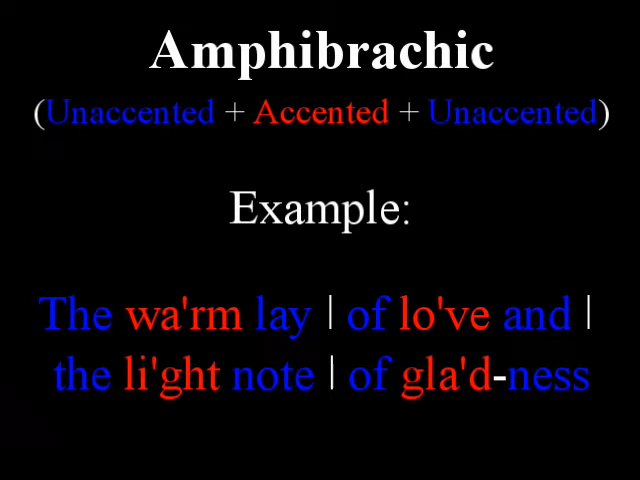 Amphibrachic
(Unaccented + Accented + Unaccented)
Example:
The wa'rm lay | of lo've and |
the li'ght note | of gla'd-ness